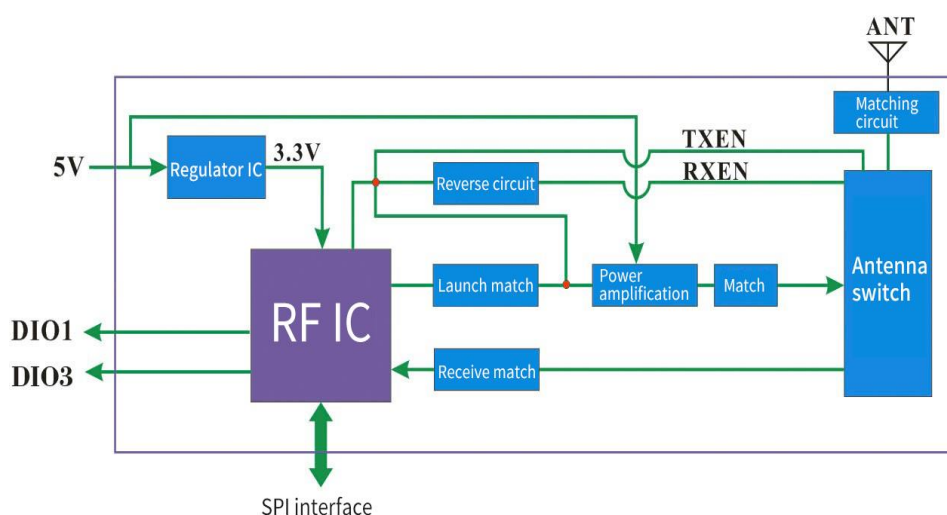 ANT
Matching
circuit
TXEN
5V
Regulator IC
3.3V
RXEN
Reverse circuit
Launch match
Power
amplification
Match
Antenna
switch
RF IC
DIO1
DIO3
Receive match
SPI interface